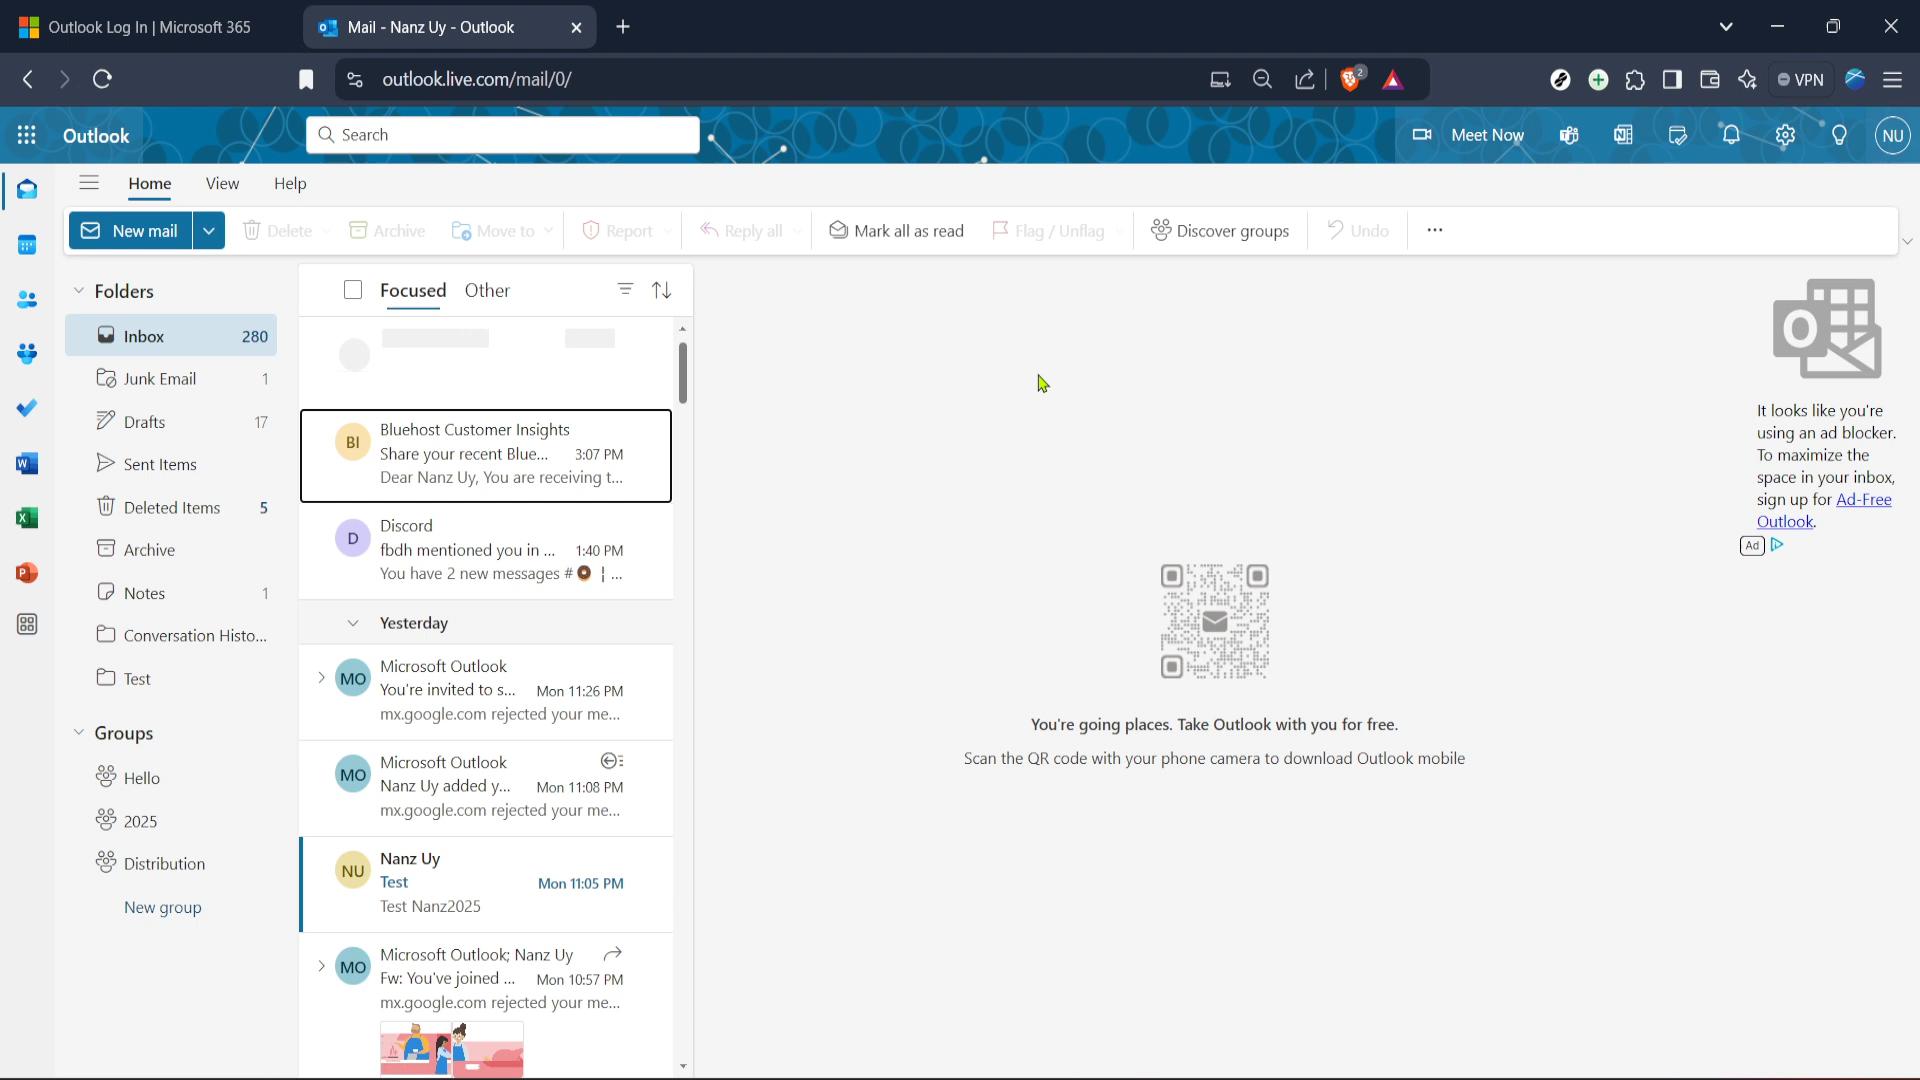 Outlook Log In | Microsoft 365
Mail - Nanz Uy - Outlook
outlook.live.com/mail/0/
2
VPN
Outlook
Search
Meet Now
NU
Home
View
Help
New mail
Delete
Archive
Move to
Report
Reply all
Mark all as read
Flag / Unflag
Discover groups
Undo
Folders
Inbox 280
Junk Email 1
Drafts 17
Sent Items
Deleted Items 5
Archive
Notes 1
Conversation Histo...
Test
Groups
Hello
2025
Distribution
New group
Focused
Other
BI
Bluehost Customer Insights
Share your recent Blue... 3:07 PM
Dear Nanz Uy, You are receiving t...
D
Discord
fbdh mentioned you in ... 1:40 PM
You have 2 new messages # 🍩 ¦ ...
Yesterday
MO
Microsoft Outlook
You're invited to s... Mon 11:26 PM
mx.google.com rejected your me...
MO
Microsoft Outlook
Nanz Uy added y... Mon 11:08 PM
mx.google.com rejected your me...
NU
Nanz Uy
Test Mon 11:05 PM
Test Nanz2025
MO
Microsoft Outlook; Nanz Uy
Fw: You've joined ... Mon 10:57 PM
mx.google.com rejected your me...
You're going places. Take Outlook with you for free.
Scan the QR code with your phone camera to download Outlook mobile
It looks like you're
using an ad blocker.
To maximize the
space in your inbox,
sign up for Ad-Free
Outlook.
Ad